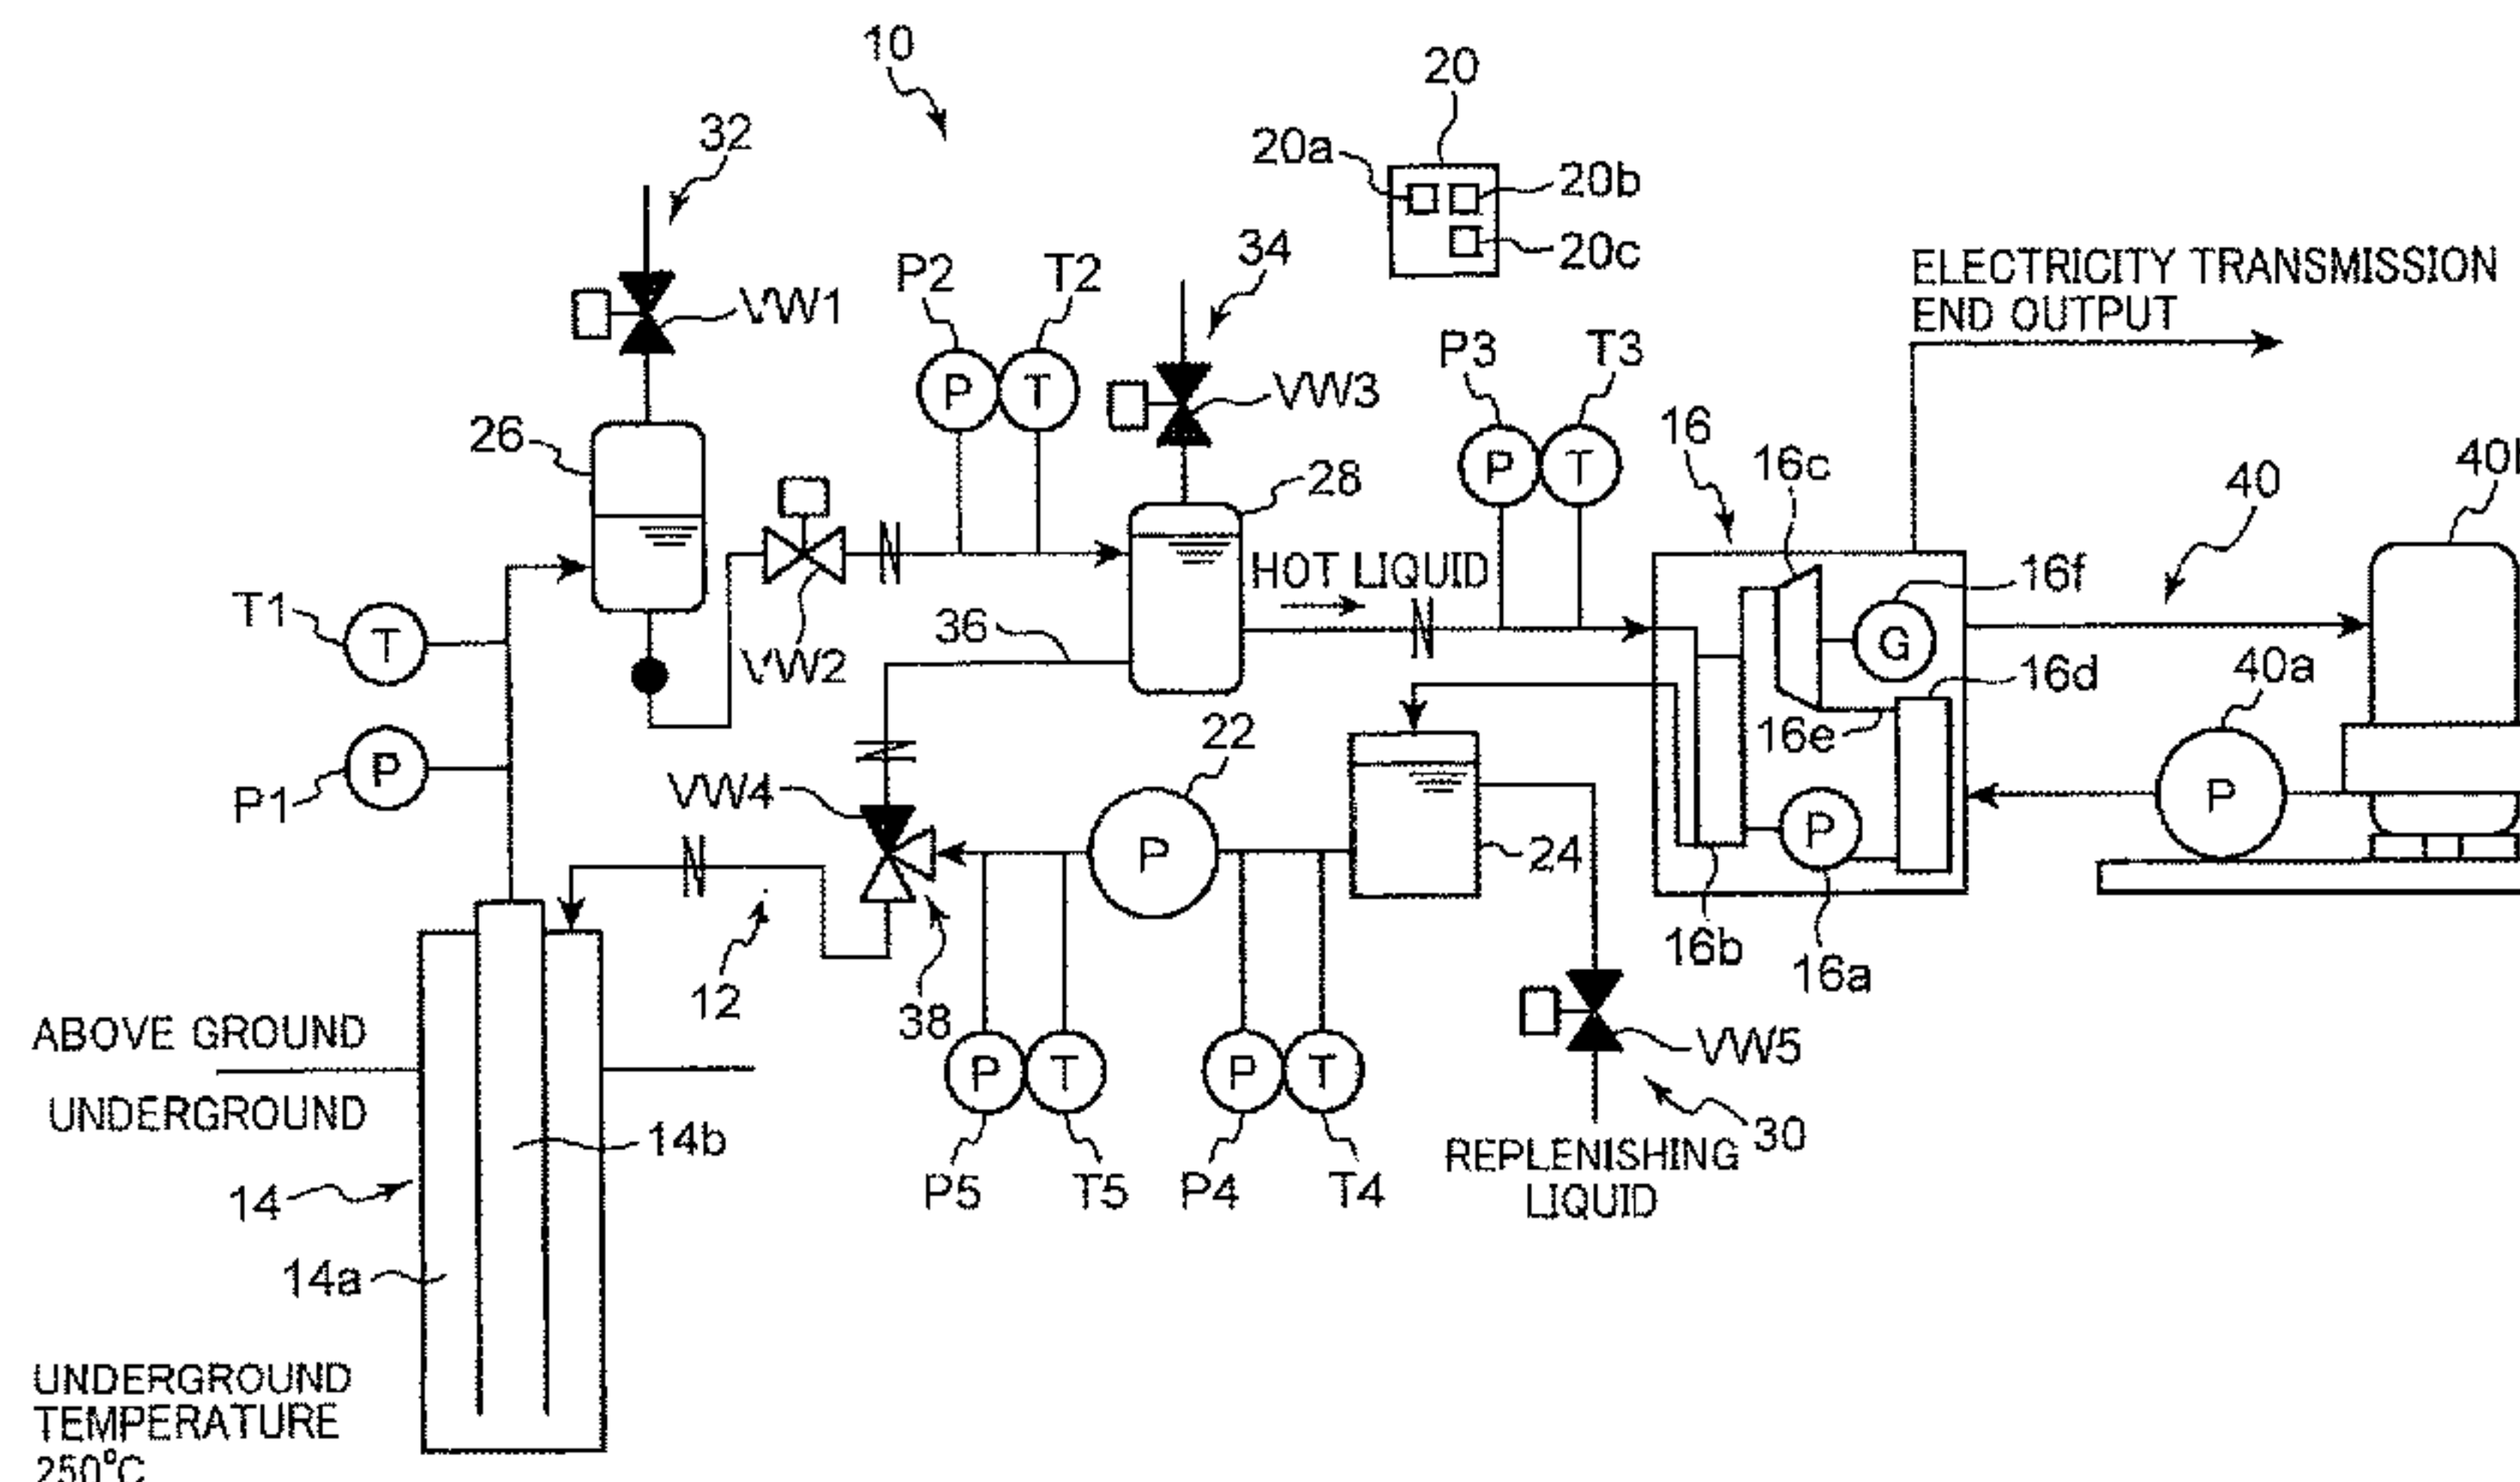 10
20
32
20a
20b
34
20c
ELECTRICITY TRANSMISSION
END OUTPUT
P2
T2
VW1
P3
T3
VW3
26
16
16c
40
28
HOT LIQUID
P
T
P
T
16f
T1
T
36
VW2
G
40a
16d
22
16e
P1
P
VW4
P
P
P
24
16b
16a
12
38
ABOVE GROUND
VW5
P
T
P
T
UNDERGROUND
14b
30
REPLENISHING
LIQUID
14
P5
T5
P4
T4
14a
UNDERGROUND
TEMPERATURE
250°C